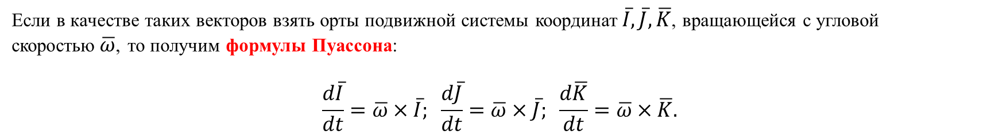 Если в качестве таких векторов взять орты подвижной системы координат I̅, J̅, K̅, вращающейся с угловой
скоростью ω̅, то получим формулы Пуассона:
dI̅/dt = ω̅ × I̅; dJ̅/dt = ω̅ × J̅; dK̅/dt = ω̅ × K̅.